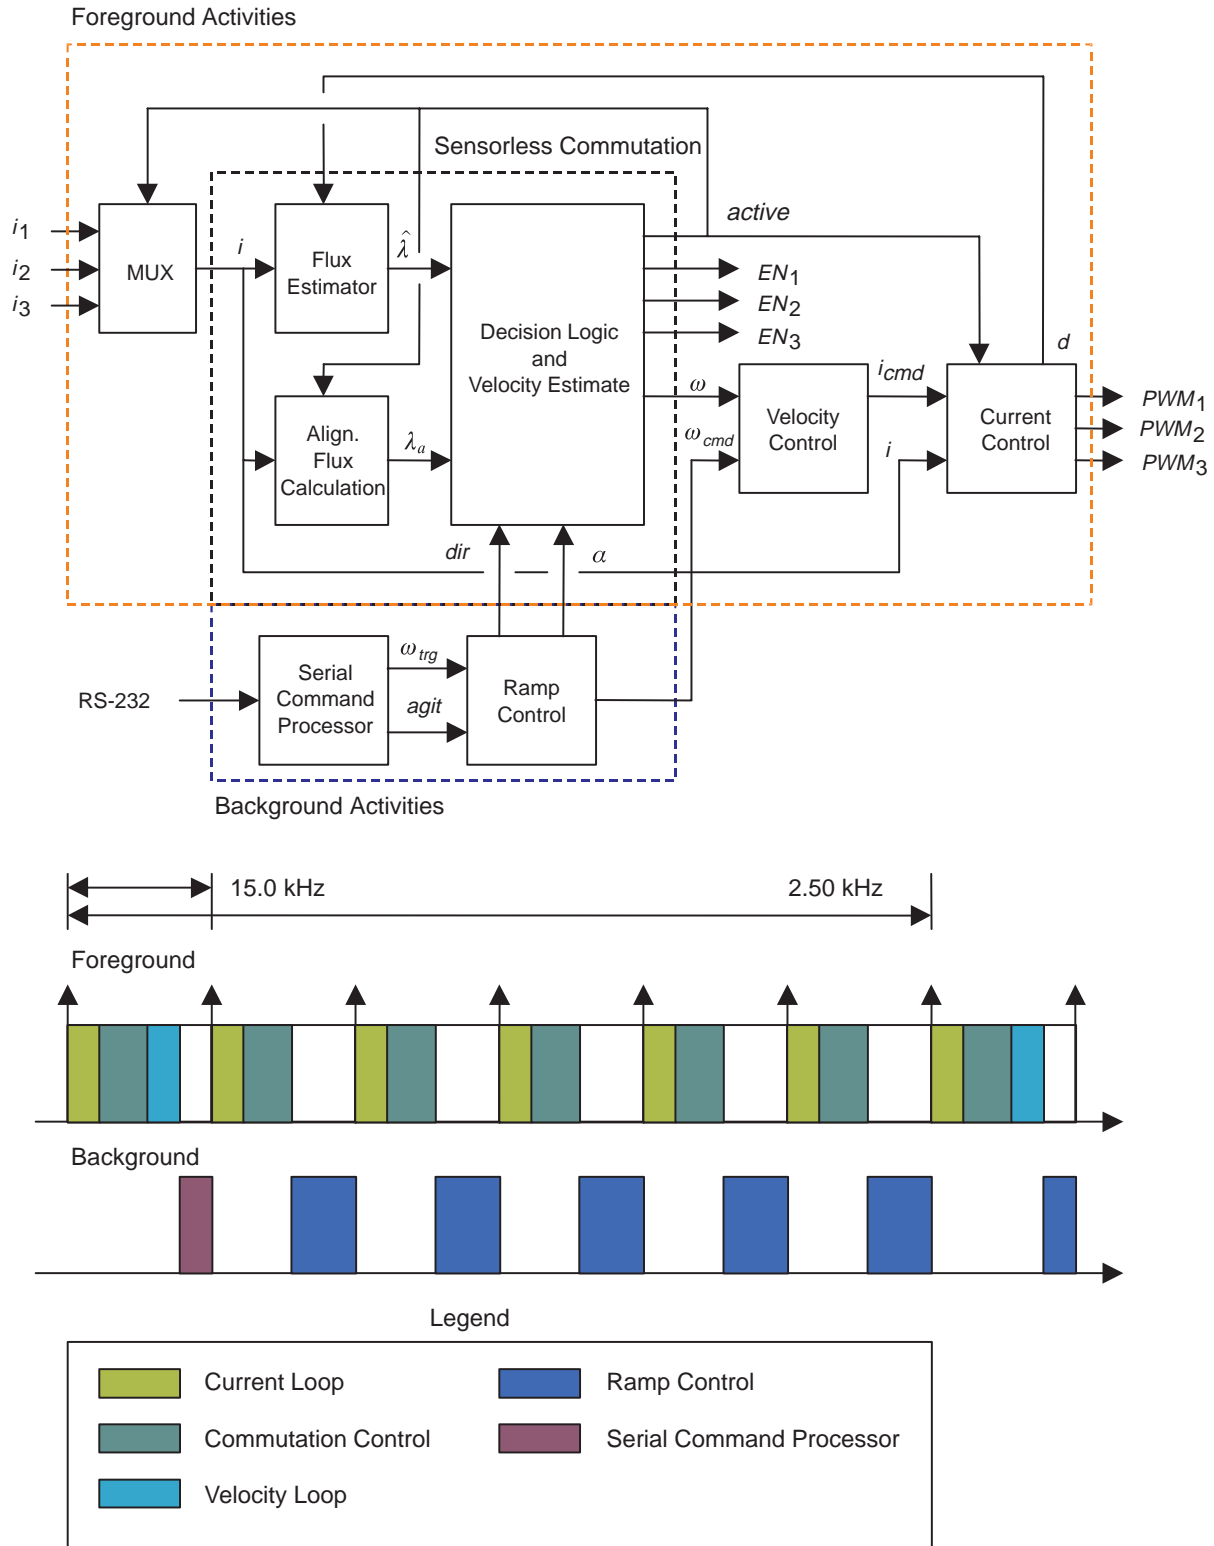 Foreground Activities
Sensorless Commutation
active
i1
i2
i3
MUX
i
Flux
Estimator
λ̂
Decision Logic
and
Velocity Estimate
EN1
EN2
EN3
d
ω
ωcmd
Velocity
Control
icmd
i
Current
Control
PWM1
PWM2
PWM3
Align.
Flux
Calculation
λa
dir
α
RS-232
Serial
Command
Processor
ωtrg
agit
Ramp
Control
Background Activities
15.0 kHz
2.50 kHz
Foreground
Background
Legend
Current Loop
Ramp Control
Commutation Control
Serial Command Processor
Velocity Loop